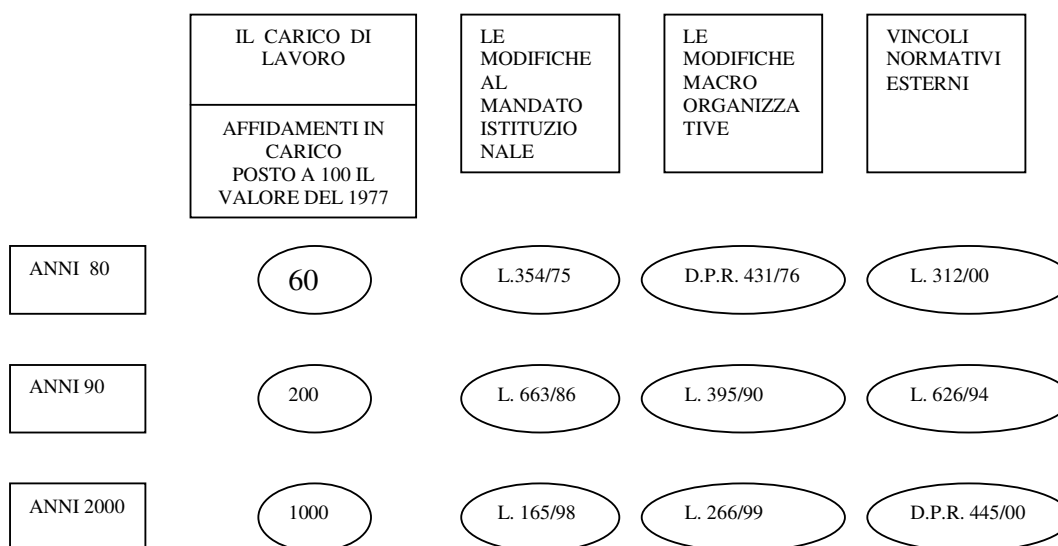 IL CARICO DI
LAVORO
AFFIDAMENTI IN
CARICO
POSTO A 100 IL
VALORE DEL 1977
LE
MODIFICHE
AL
MANDATO
ISTITUZIO
NALE
LE
MODIFICHE
MACRO
ORGANIZZA
TIVE
VINCOLI
NORMATIVI
ESTERNI
ANNI 80
60
L.354/75
D.P.R. 431/76
L. 312/00
ANNI 90
200
L. 663/86
L. 395/90
L. 626/94
ANNI 2000
1000
L. 165/98
L. 266/99
D.P.R. 445/00